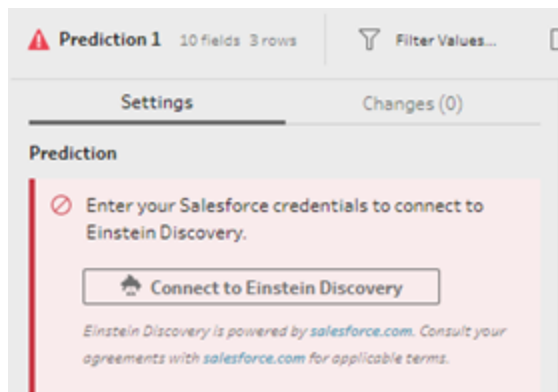 Prediction 1 10 fields 3 rows Filter Values...
Settings Changes (0)
Prediction
Enter your Salesforce credentials to connect to
Einstein Discovery.
Connect to Einstein Discovery
Einstein Discovery is powered by salesforce.com. Consult your
agreements with salesforce.com for applicable terms.